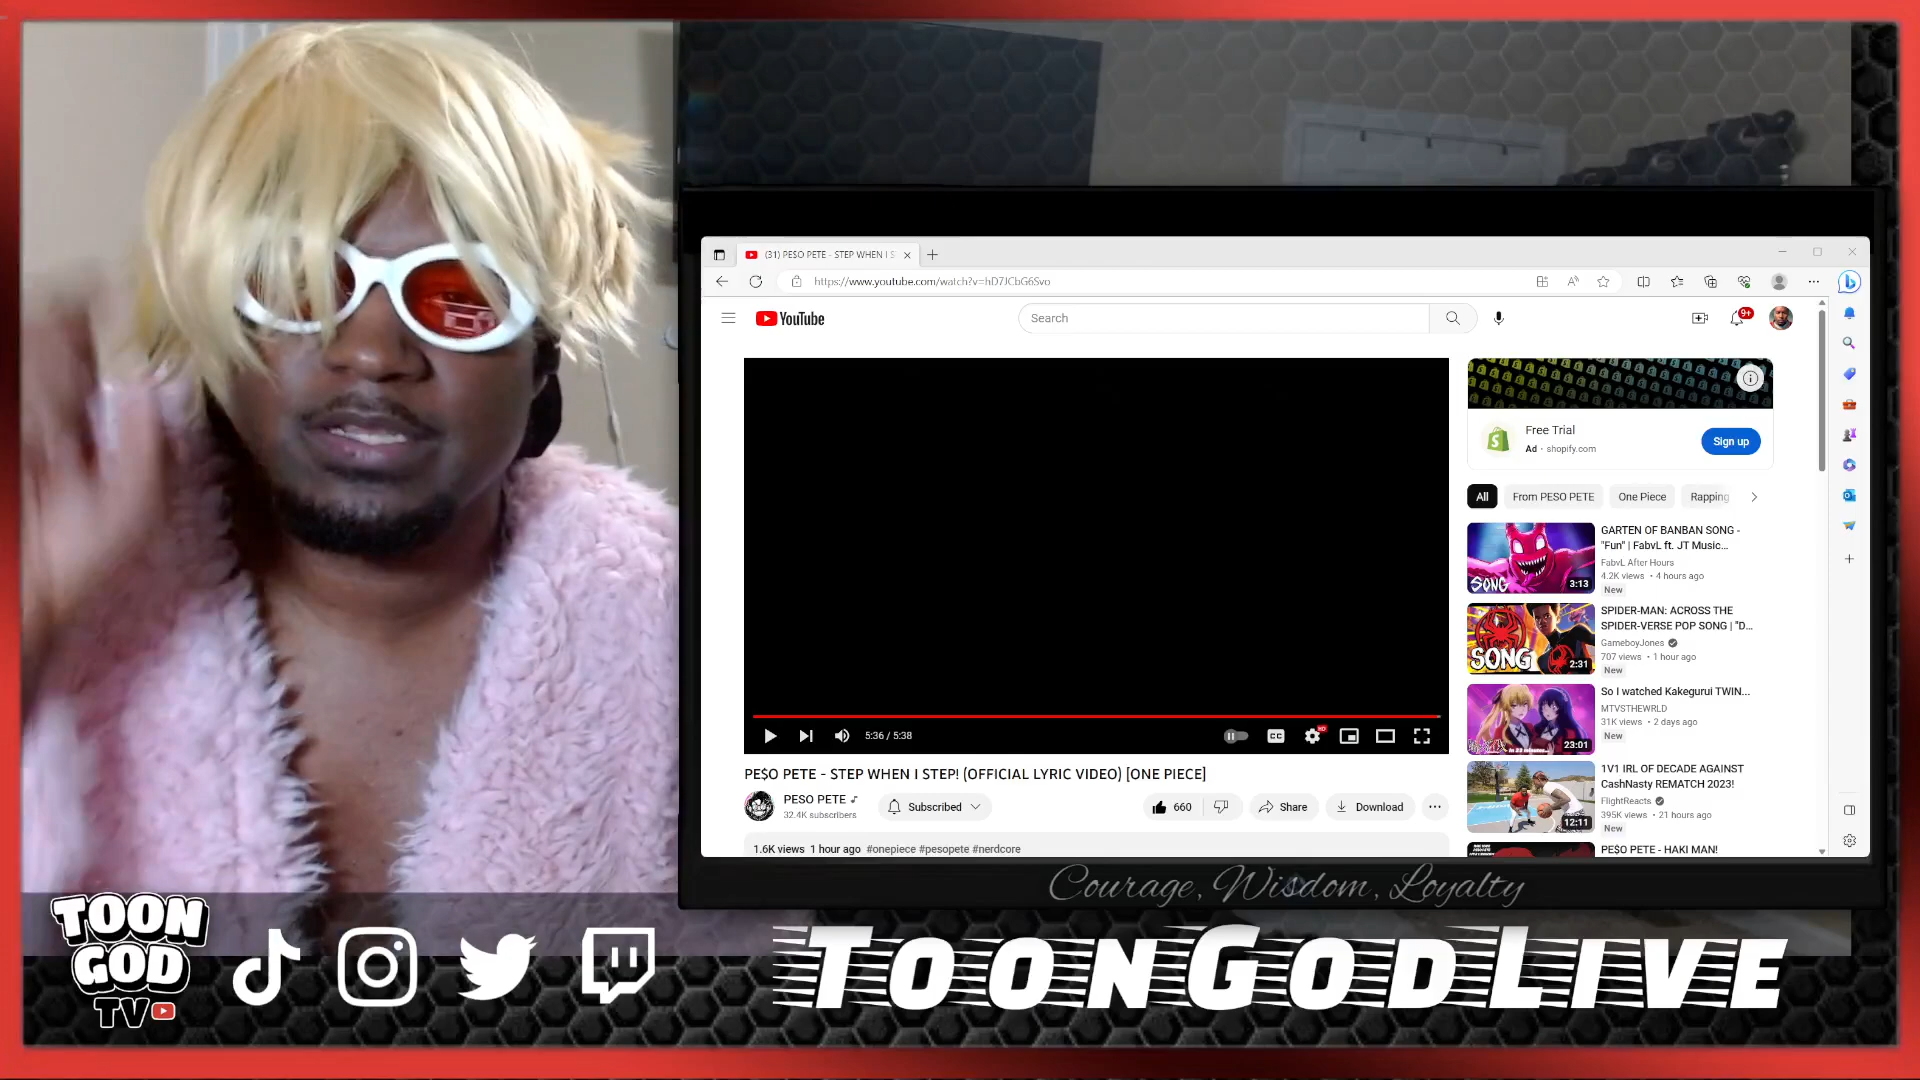 (31) PE$O PETE - STEP WHEN I S
https://www.youtube.com/watch?v=hD7JCbG6Svo
YouTube
Search
9+
Free Trial
Ad · shopify.com
Sign up
All
From PESO PETE
One Piece
Rapping
GARTEN OF BANBAN SONG -
"Fun" | FabvL ft. JT Music...
FabvL After Hours
4.2K views • 4 hours ago
New
SONG
3:13
SPIDER-MAN: ACROSS THE
SPIDER-VERSE POP SONG | "D...
GameboyJones
707 views • 1 hour ago
New
SONG
2:31
So I watched Kakegurui TWIN...
MTVSTHEWRLD
31K views • 2 days ago
New
23:01
1V1 IRL OF DECADE AGAINST
CashNasty REMATCH 2023!
FlightReacts
395K views • 21 hours ago
New
12:11
PE$O PETE - HAKI MAN!
5:36 / 5:38
CC
HD
PE$O PETE - STEP WHEN I STEP! (OFFICIAL LYRIC VIDEO) [ONE PIECE]
PESO PETE
32.4K subscribers
Subscribed
660
Share
Download
1.6K views 1 hour ago #onepiece #pesopete #nerdcore
Courage, Wisdom, Loyalty
TOON
GOD
TV
TOONGODLIVE